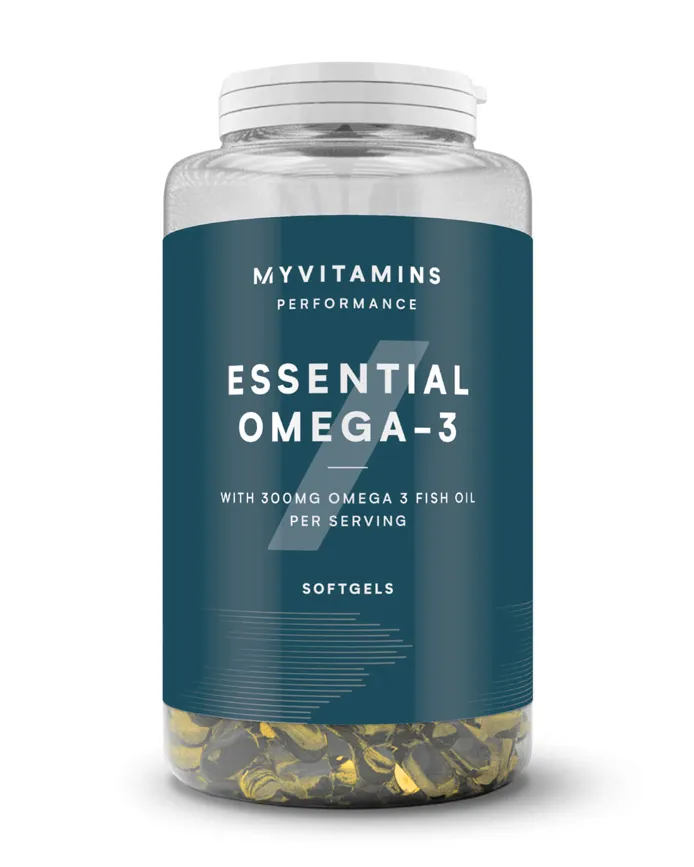 MYVITAMINS
PERFORMANCE
ESSENTIAL
OMEGA-3
WITH 300MG OMEGA 3 FISH OIL
PER SERVING
SOFTGELS